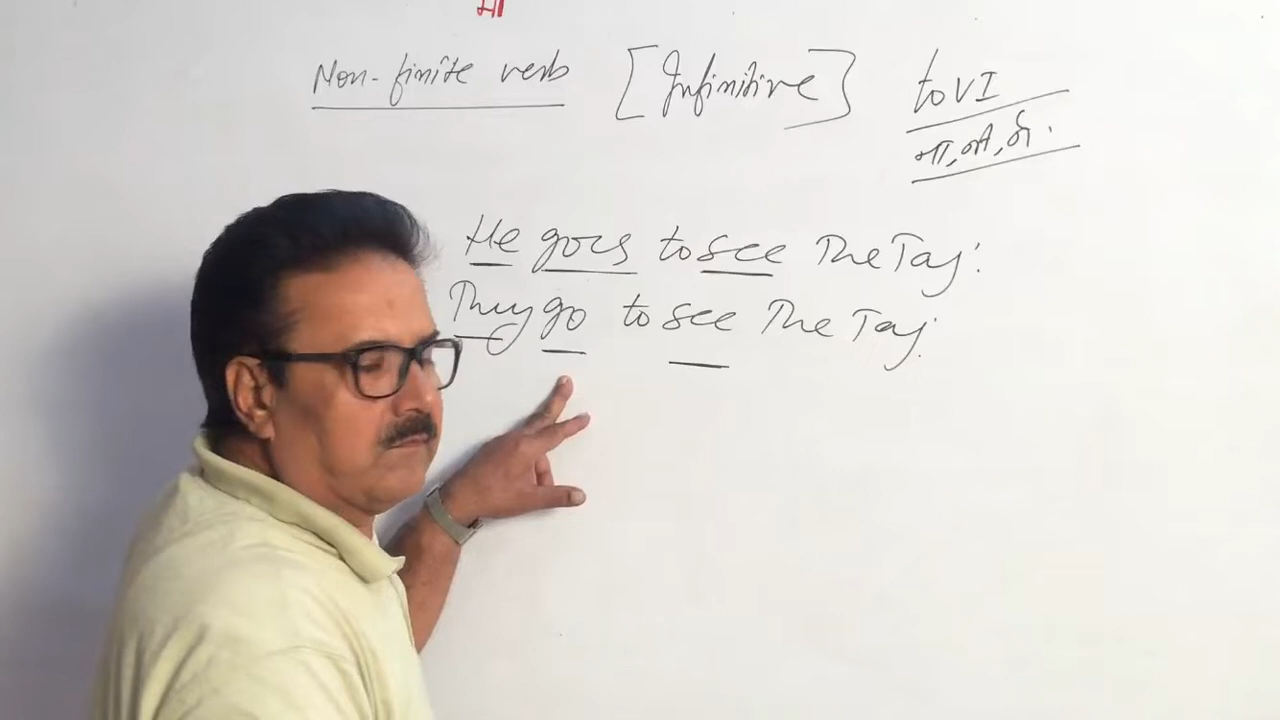 मा
Non-finite verb [Infinitive] to VI
ना, नी, ने.
He goes to see The Taj.
They go to see The Taj.